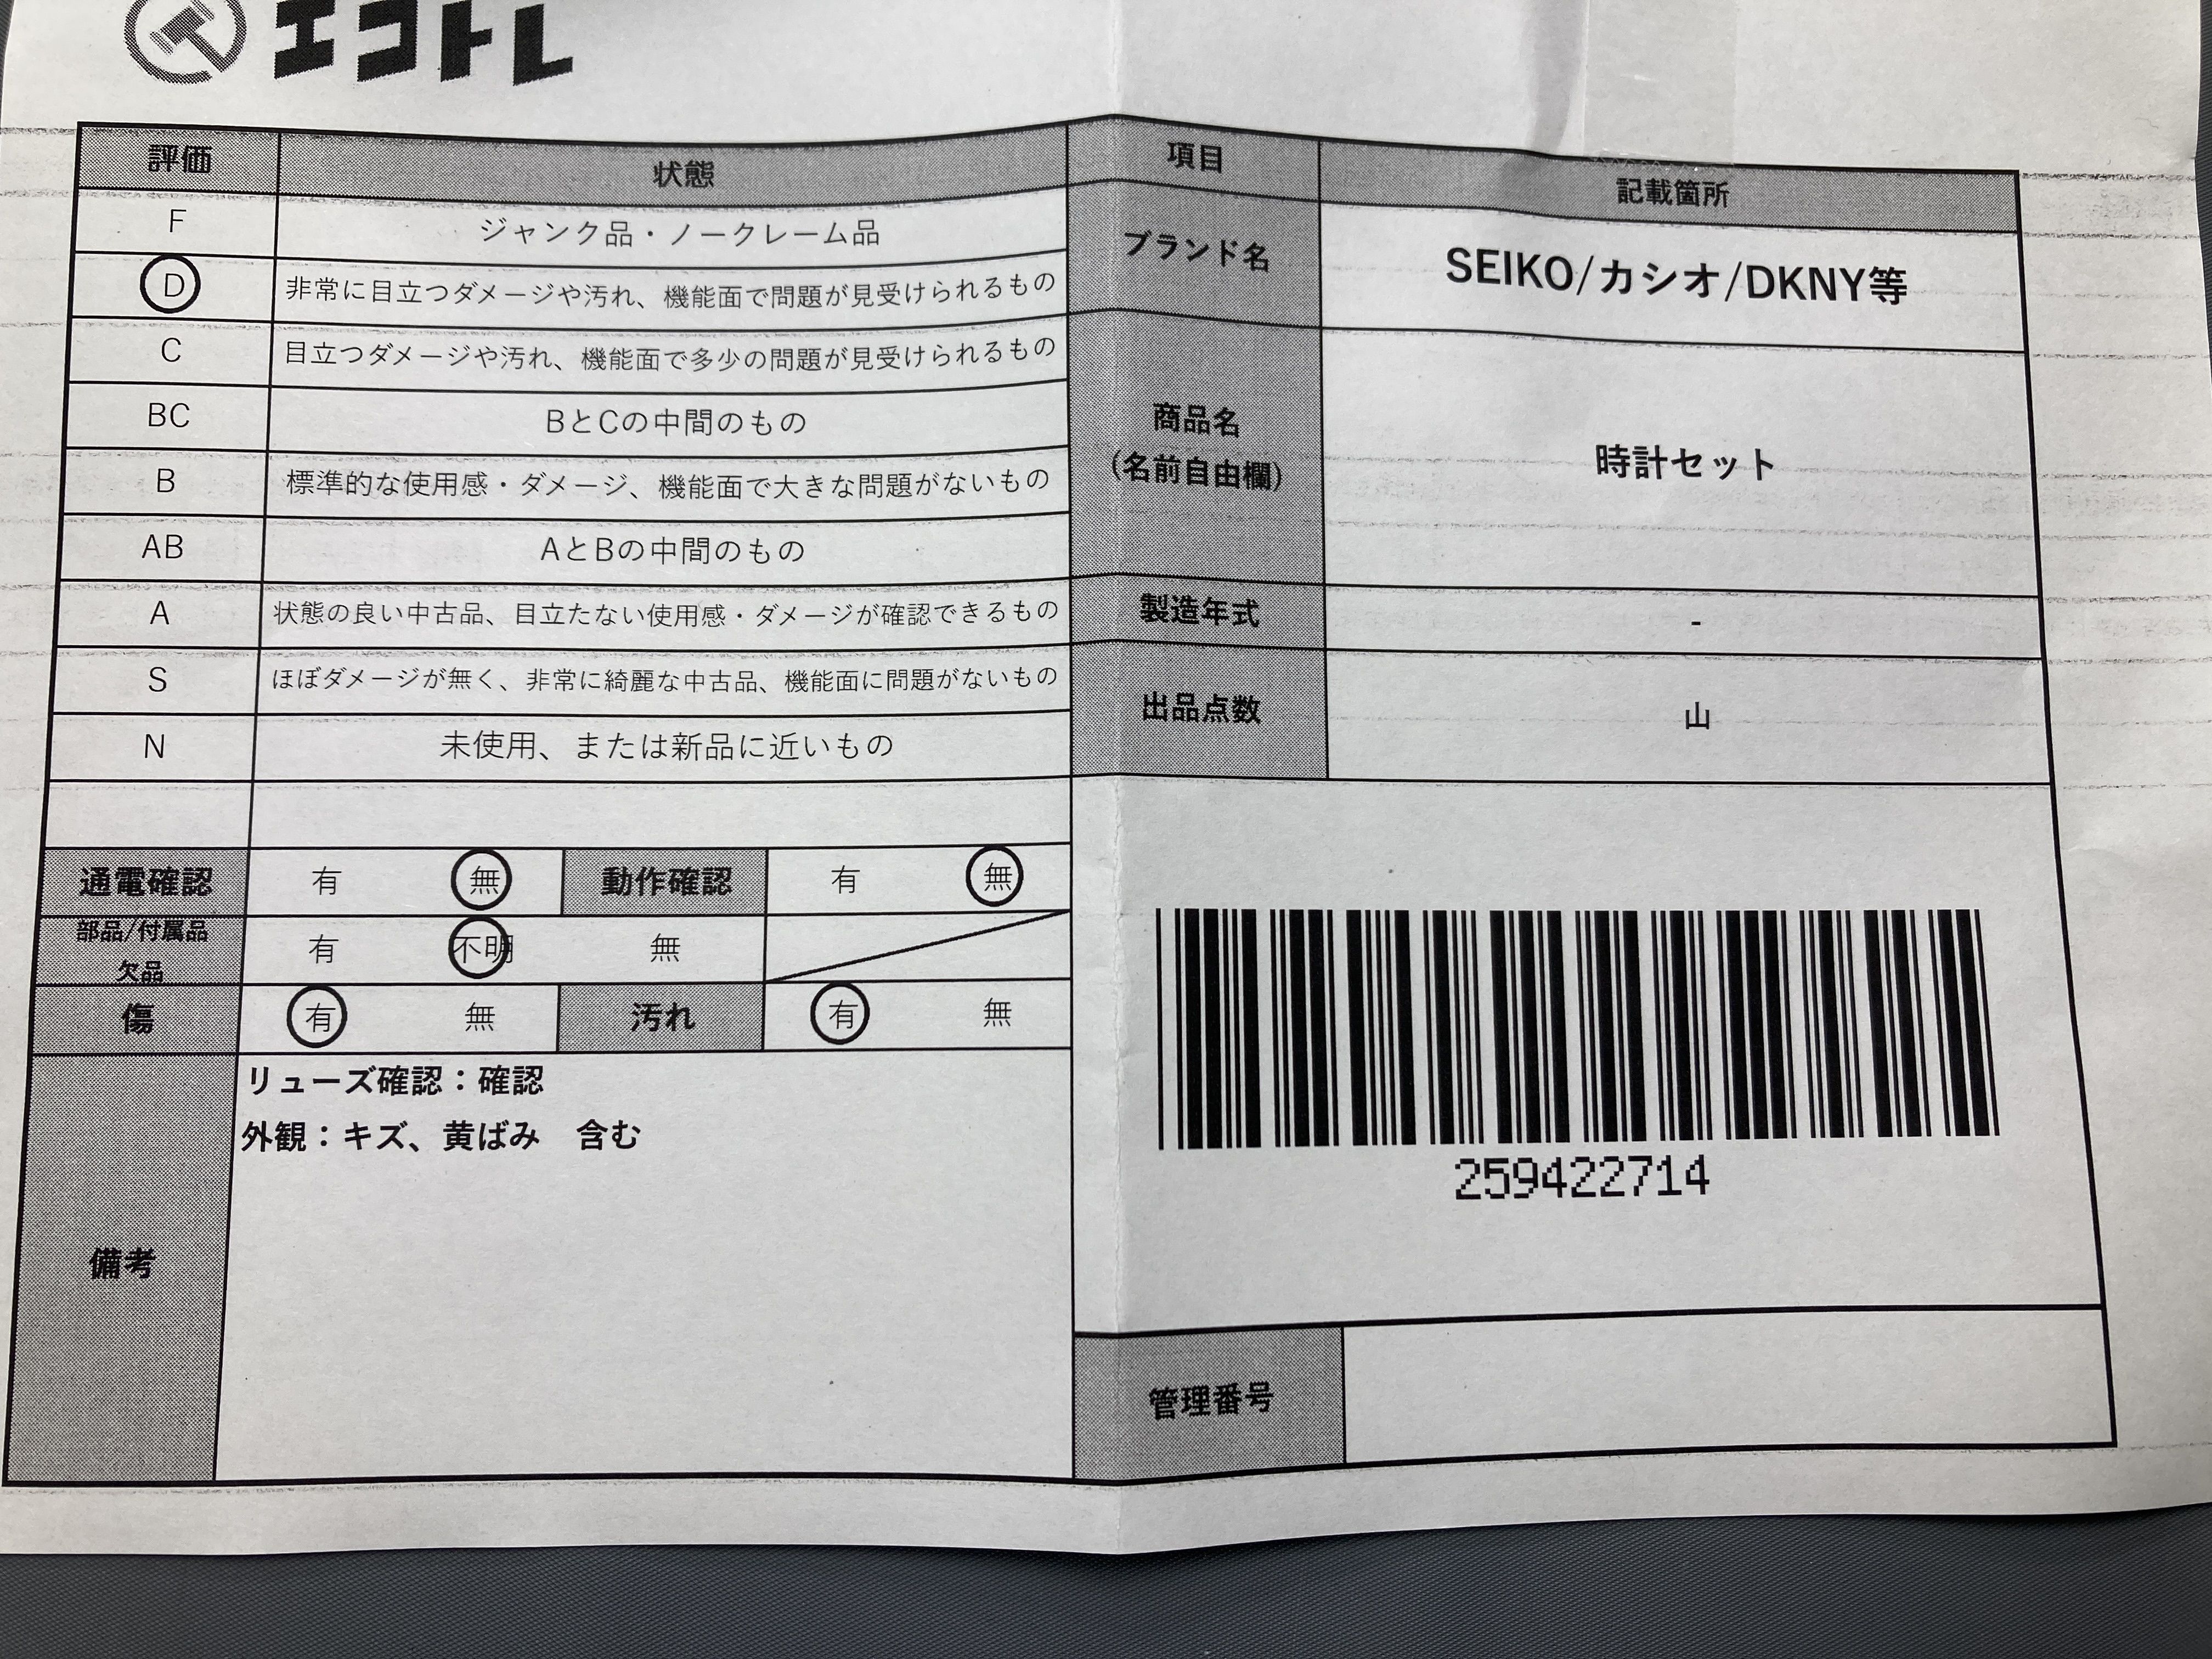 エコトレ
評価 状態
F ジャンク品・ノークレーム品
D 非常に目立つダメージや汚れ、機能面で問題が見受けられるもの
C 目立つダメージや汚れ、機能面で多少の問題が見受けられるもの
BC BとCの中間のもの
B 標準的な使用感・ダメージ、機能面で大きな問題がないもの
AB AとBの中間のもの
A 状態の良い中古品、目立たない使用感・ダメージが確認できるもの
S ほぼダメージが無く、非常に綺麗な中古品、機能面に問題がないもの
N 未使用、または新品に近いもの
通電確認 有 無 動作確認 有 無
部品/付属品
欠品 有 不明 無
傷 有 無 汚れ 有 無
備考
リューズ確認：確認
外観：キズ、黄ばみ　含む
項目 記載箇所
ブランド名 SEIKO/カシオ/DKNY等
商品名
(名前自由欄) 時計セット
製造年式 -
出品点数 山
259422714
管理番号